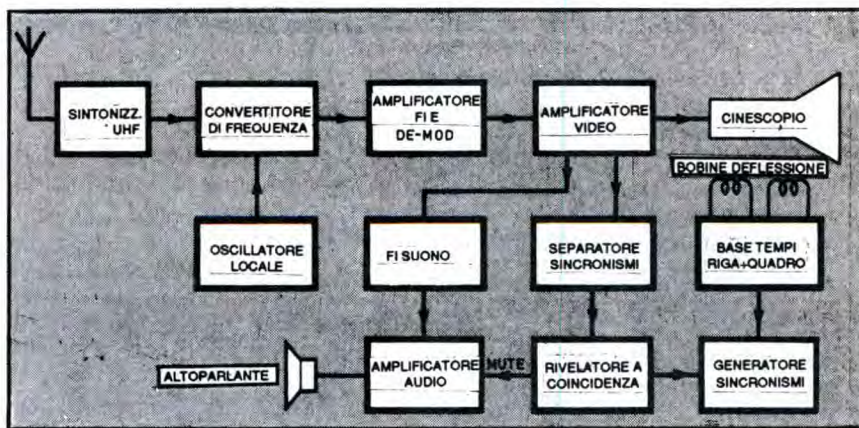 SINTONIZZ.
UHF
CONVERTITORE
DI FREQUENZA
AMPLIFICATORE
FI E
DE-MOD
AMPLIFICATORE
VIDEO
CINESCOPIO
BOBINE DEFLESSIONE
OSCILLATORE
LOCALE
FI SUONO
SEPARATORE
SINCRONISMI
BASE TEMPI
RIGA+QUADRO
ALTOPARLANTE
AMPLIFICATORE
AUDIO
MUTE
RIVELATORE A
COINCIDENZA
GENERATORE
SINCRONISMI